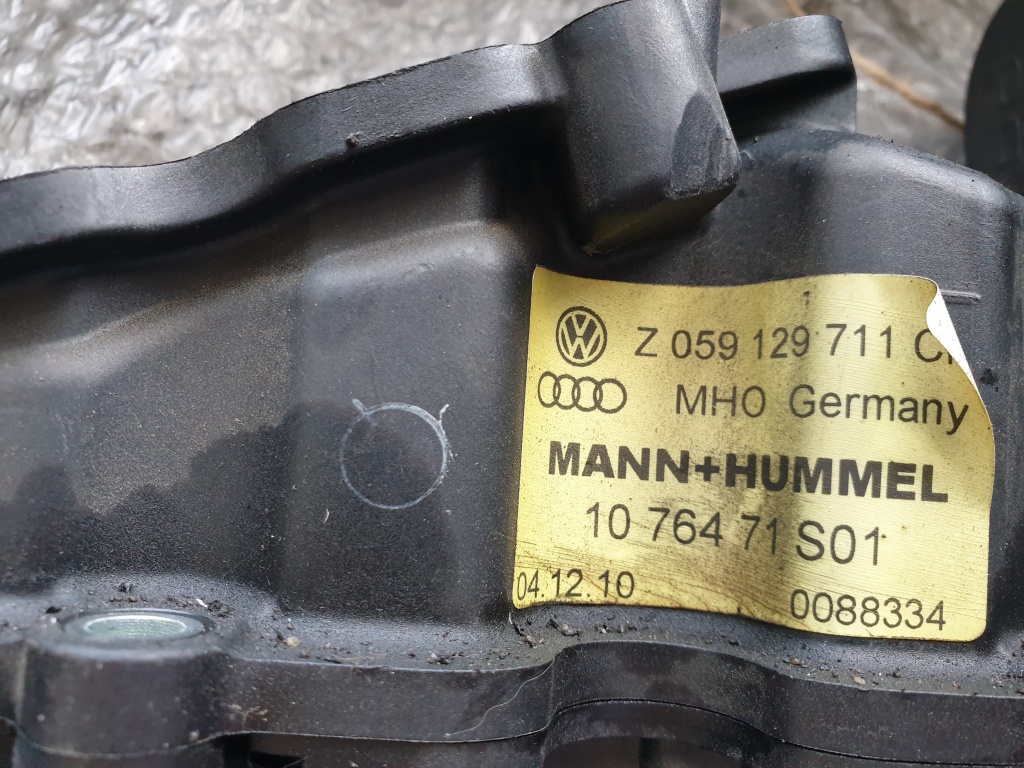 Z 059 129 711
MHO Germany
MANN+HUMMEL
10 764 71 S01
04.12.10 0088334